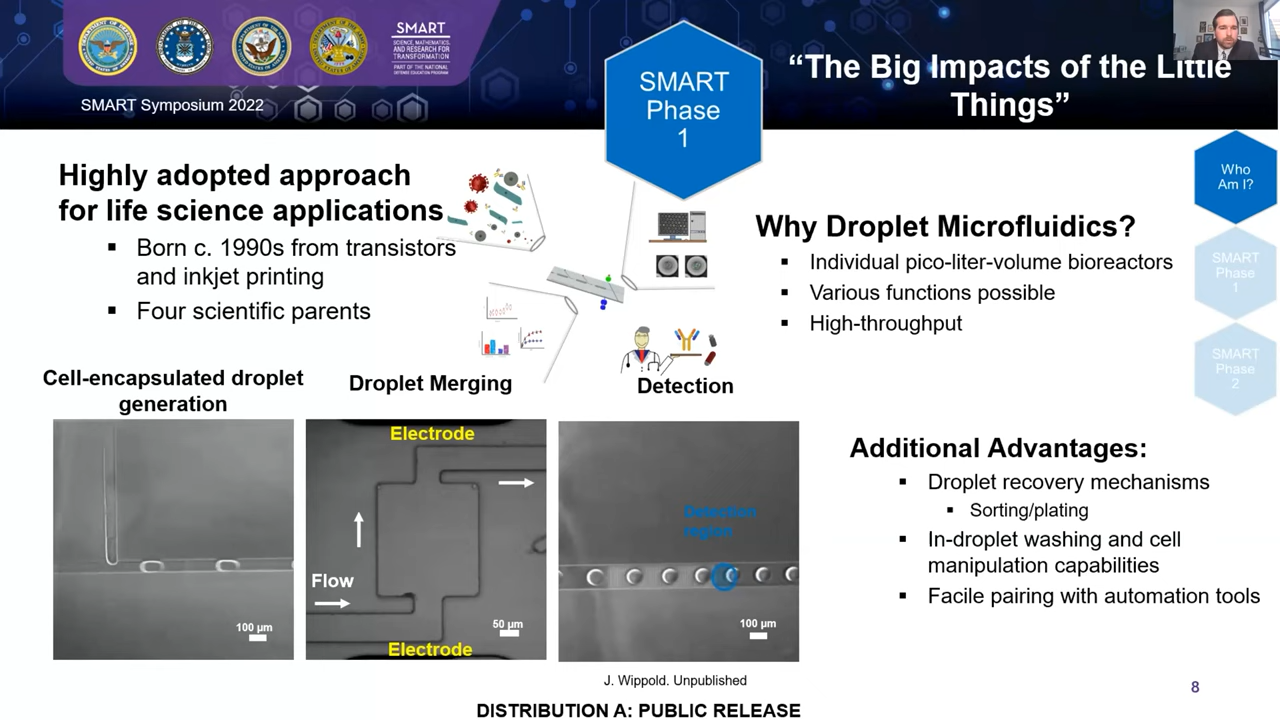 SMART
SCIENCE, MATHEMATICS,
AND RESEARCH FOR
TRANSFORMATION
PART OF THE NATIONAL
DEFENSE EDUCATION PROGRAM
SMART Symposium 2022
SMART
Phase
1
“The Big Impacts of the Little
Things”
Who
Am I?
SMART
Phase
1
SMART
Phase
2
Highly adopted approach
for life science applications
▪ Born c. 1990s from transistors
and inkjet printing
▪ Four scientific parents
Why Droplet Microfluidics?
▪ Individual pico-liter-volume bioreactors
▪ Various functions possible
▪ High-throughput
Cell-encapsulated droplet
generation
Droplet Merging
Detection
100 µm
Electrode
Flow
50 µm
Electrode
Detection
region
100 µm
Additional Advantages:
▪ Droplet recovery mechanisms
▪ Sorting/plating
▪ In-droplet washing and cell
manipulation capabilities
▪ Facile pairing with automation tools
J. Wippold. Unpublished
8
DISTRIBUTION A: PUBLIC RELEASE